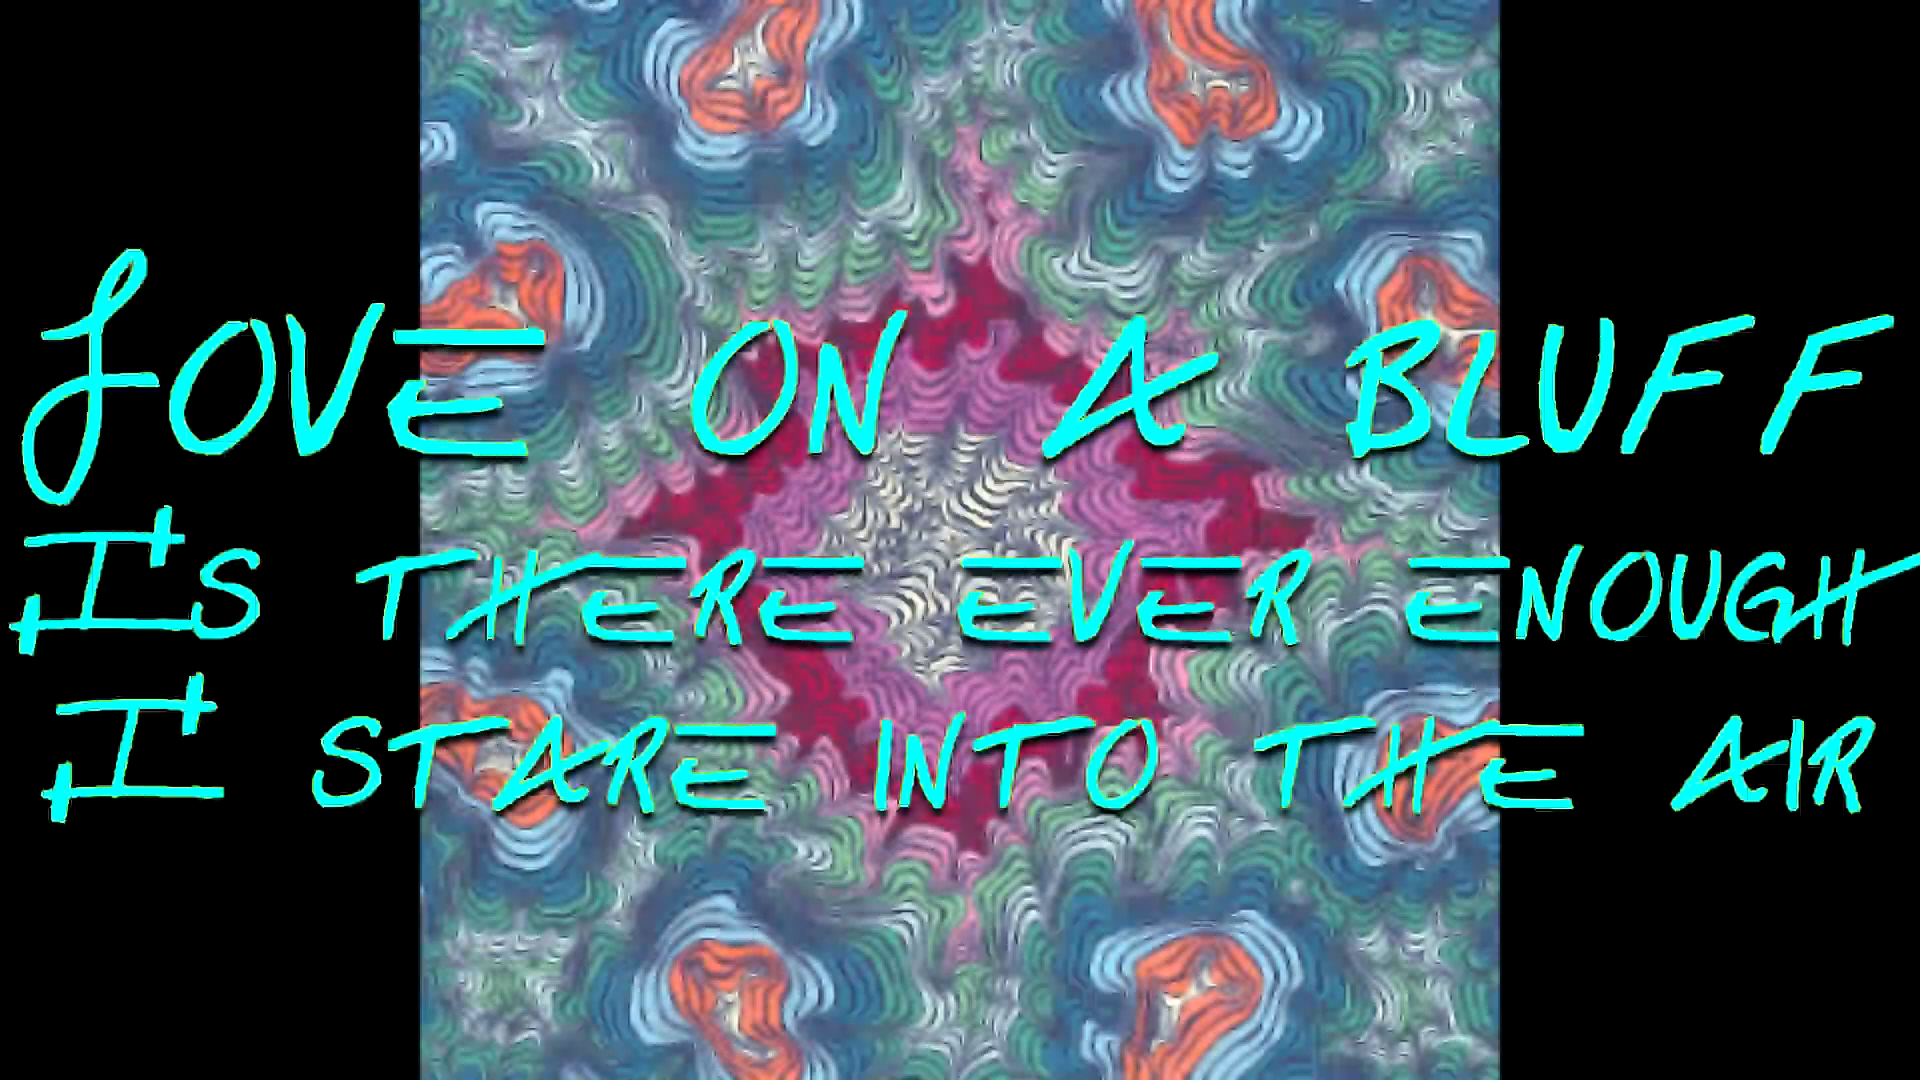 LOVE ON A BLUFF
IS THERE EVER ENOUGH
I STARE INTO THE AIR